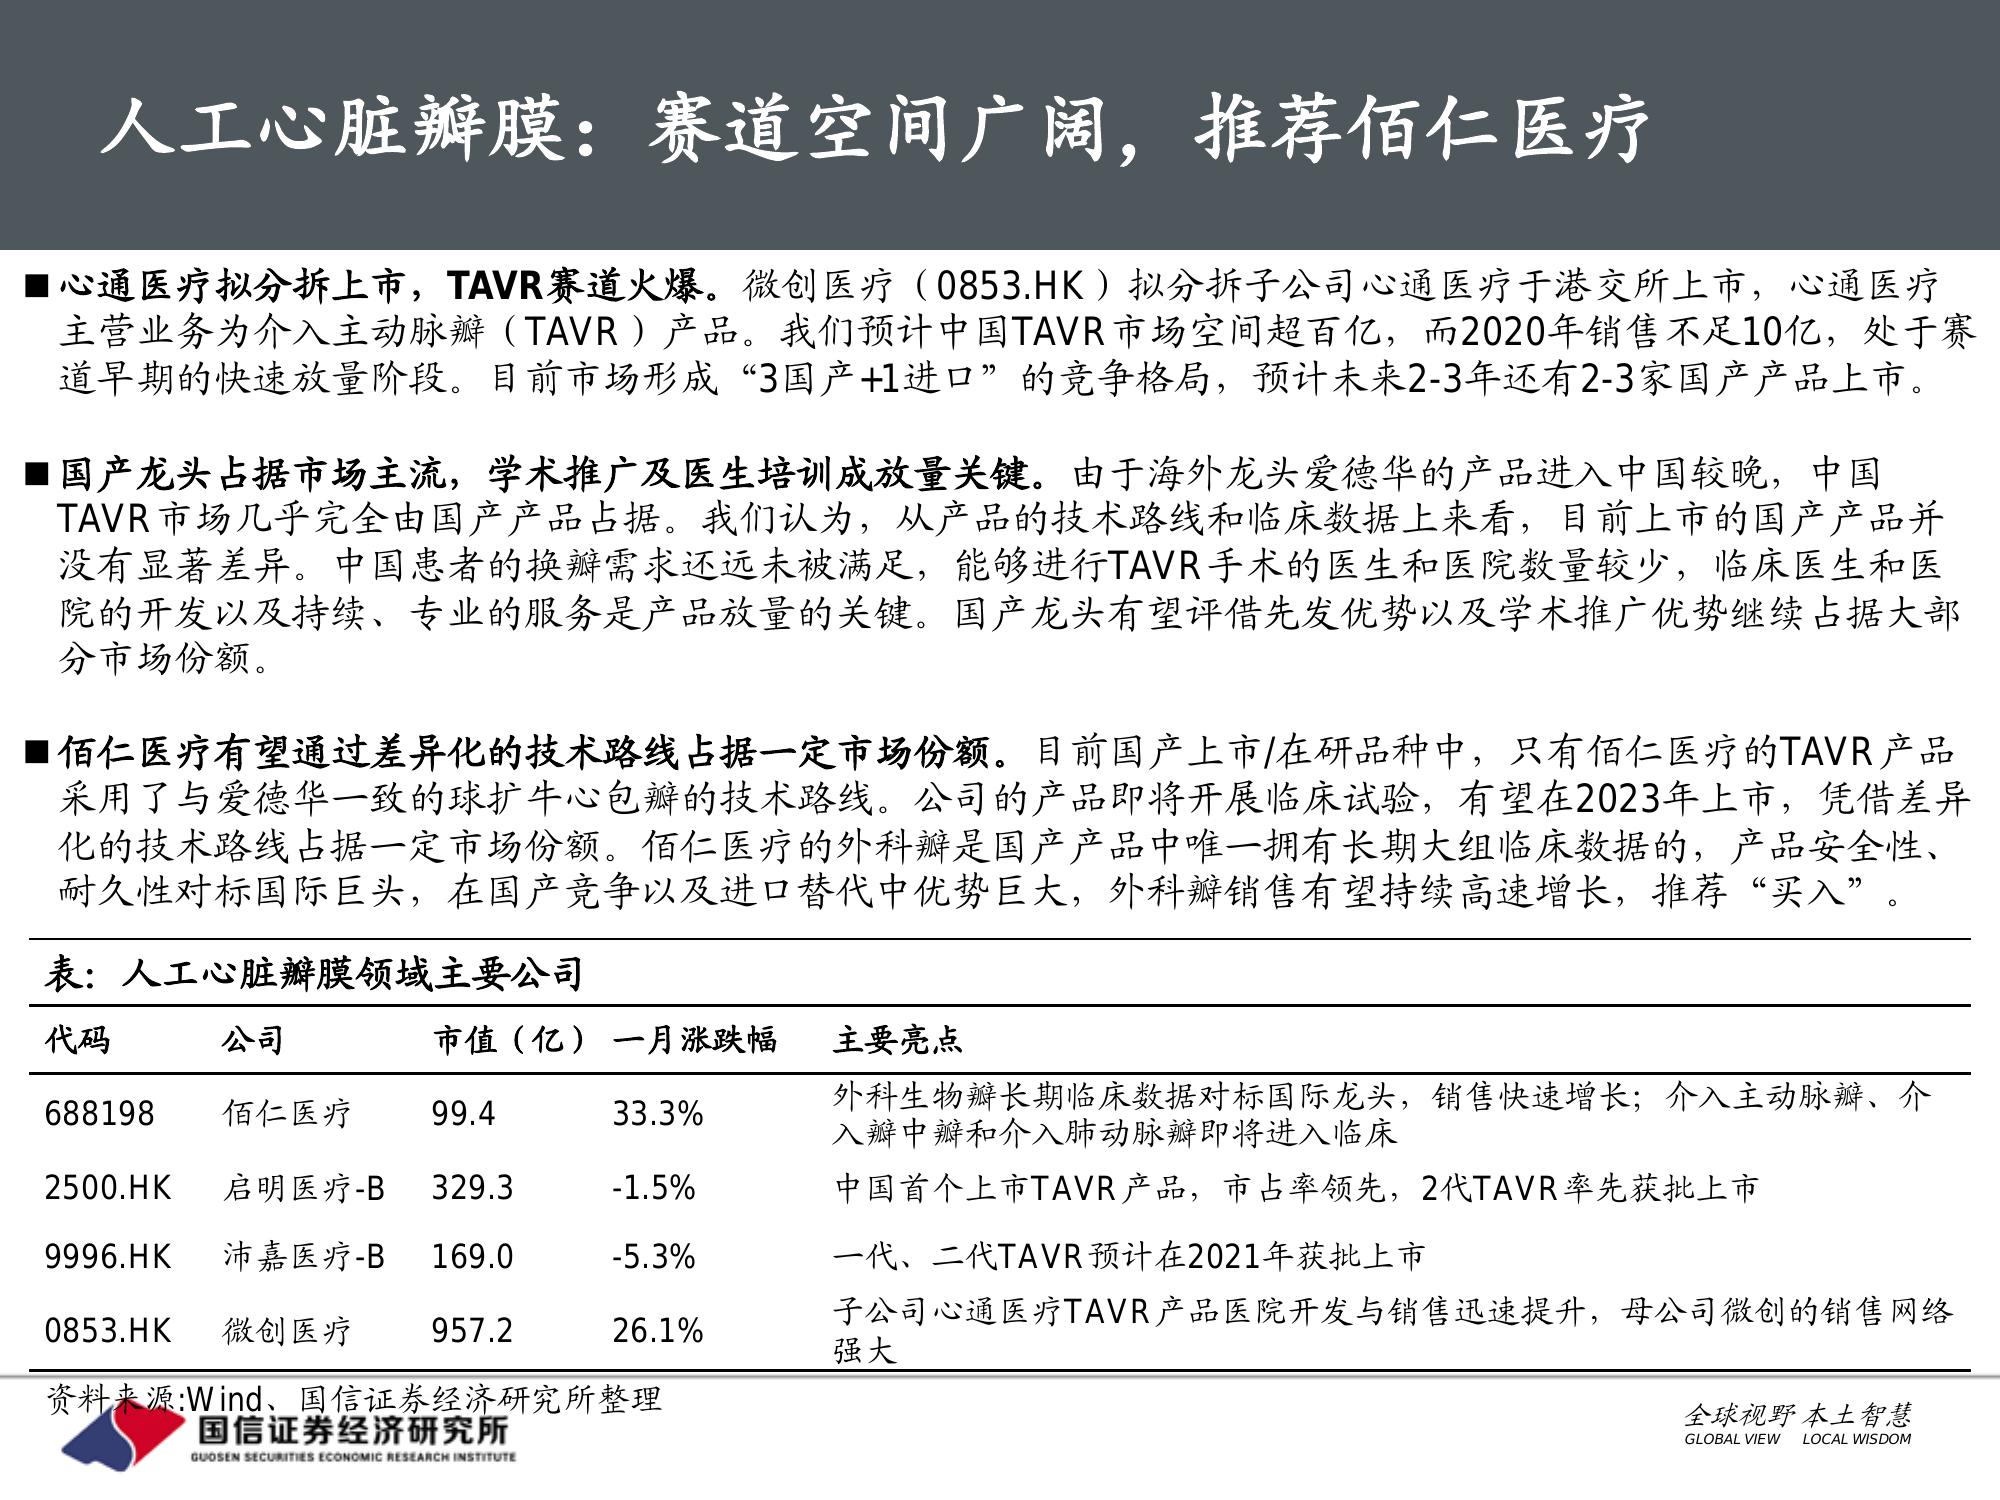 人工心脏瓣膜：赛道空间广阔，推荐佰仁医疗
■心通医疗拟分拆上市，TAVR赛道火爆。微创医疗（0853.HK）拟分拆子公司心通医疗于港交所上市，心通医疗
主营业务为介入主动脉瓣（TAVR）产品。我们预计中国TAVR市场空间超百亿，而2020年销售不足10亿，处于赛
道早期的快速放量阶段。目前市场形成“3国产+1进口”的竞争格局，预计未来2-3年还有2-3家国产产品上市。
■国产龙头占据市场主流，学术推广及医生培训成放量关键。由于海外龙头爱德华的产品进入中国较晚，中国
TAVR市场几乎完全由国产产品占据。我们认为，从产品的技术路线和临床数据上来看，目前上市的国产产品并
没有显著差异。中国患者的换瓣需求还远未被满足，能够进行TAVR手术的医生和医院数量较少，临床医生和医
院的开发以及持续、专业的服务是产品放量的关键。国产龙头有望评借先发优势以及学术推广优势继续占据大部
分市场份额。
■佰仁医疗有望通过差异化的技术路线占据一定市场份额。目前国产上市/在研品种中，只有佰仁医疗的TAVR产品
采用了与爱德华一致的球扩牛心包瓣的技术路线。公司的产品即将开展临床试验，有望在2023年上市，凭借差异
化的技术路线占据一定市场份额。佰仁医疗的外科瓣是国产产品中唯一拥有长期大组临床数据的，产品安全性、
耐久性对标国际巨头，在国产竞争以及进口替代中优势巨大，外科瓣销售有望持续高速增长，推荐“买入”。
表：人工心脏瓣膜领域主要公司
代码 公司 市值（亿） 一月涨跌幅 主要亮点
688198 佰仁医疗 99.4 33.3% 外科生物瓣长期临床数据对标国际龙头，销售快速增长；介入主动脉瓣、介
入瓣中瓣和介入肺动脉瓣即将进入临床
2500.HK 启明医疗-B 329.3 -1.5% 中国首个上市TAVR产品，市占率领先，2代TAVR率先获批上市
9996.HK 沛嘉医疗-B 169.0 -5.3% 一代、二代TAVR预计在2021年获批上市
0853.HK 微创医疗 957.2 26.1% 子公司心通医疗TAVR产品医院开发与销售迅速提升，母公司微创的销售网络
强大
资料来源:Wind、国信证券经济研究所整理
国信证券经济研究所
GUOSEN SECURITIES ECONOMIC RESEARCH INSTITUTE
全球视野 本土智慧
GLOBAL VIEW LOCAL WISDOM